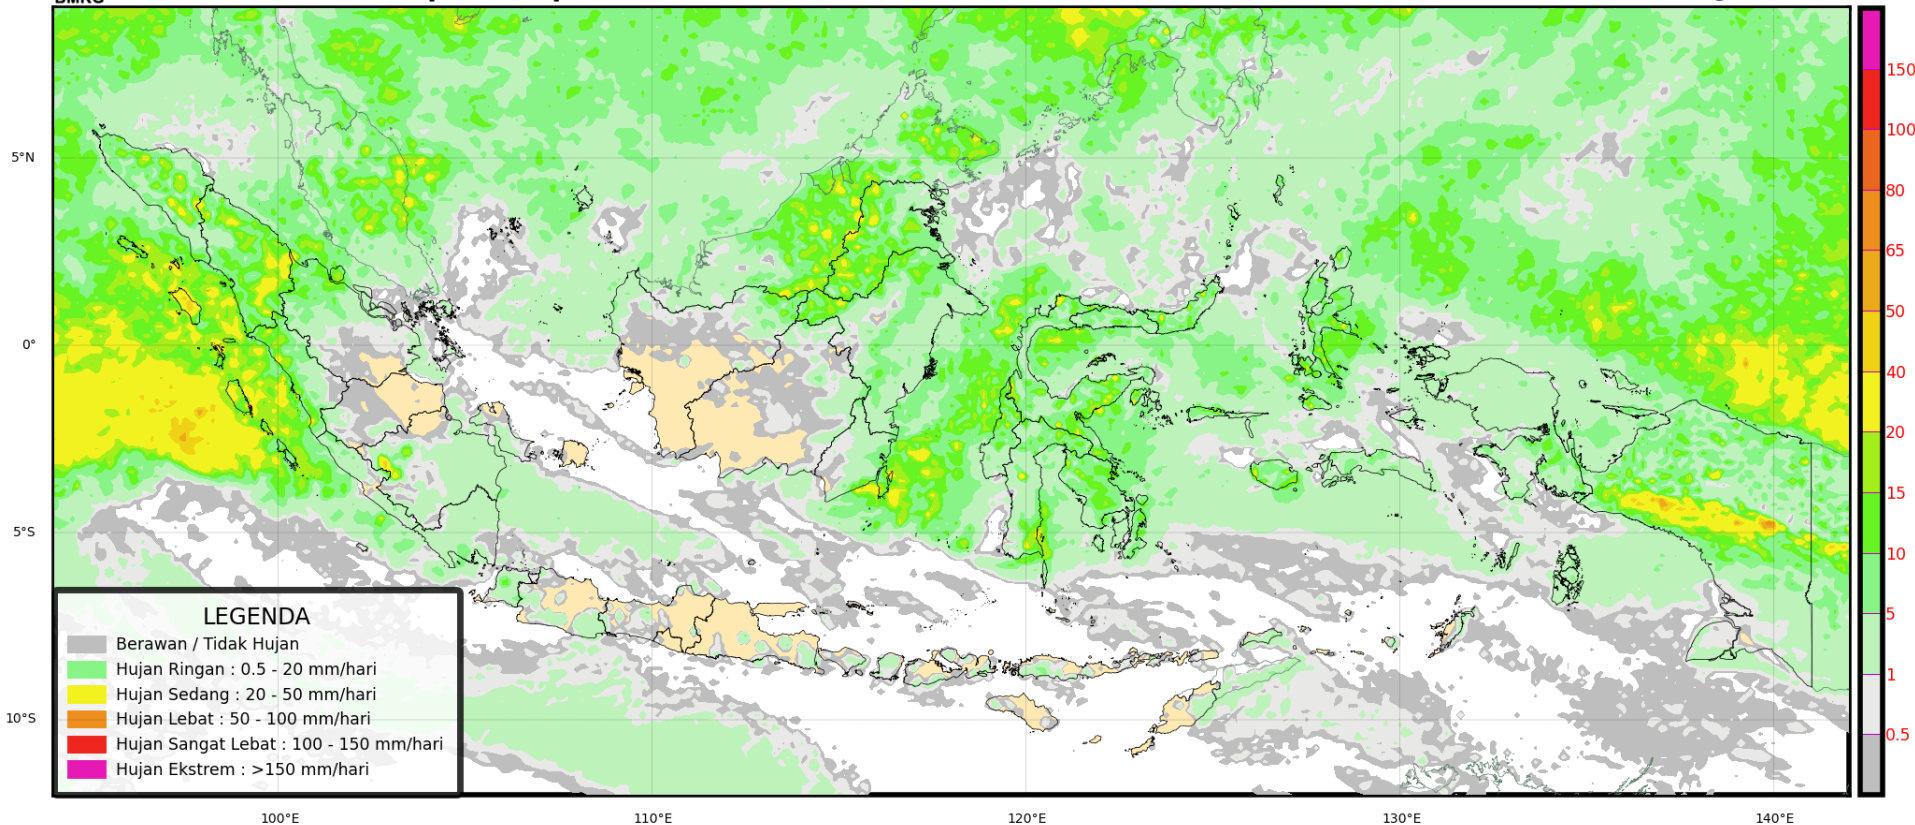 BMKG
5°N
0°
5°S
10°S
100°E
110°E
120°E
130°E
140°E
LEGENDA
Berawan / Tidak Hujan
Hujan Ringan : 0.5 - 20 mm/hari
Hujan Sedang : 20 - 50 mm/hari
Hujan Lebat : 50 - 100 mm/hari
Hujan Sangat Lebat : 100 - 150 mm/hari
Hujan Ekstrem : >150 mm/hari
150
100
80
65
50
40
20
15
10
5
1
0.5